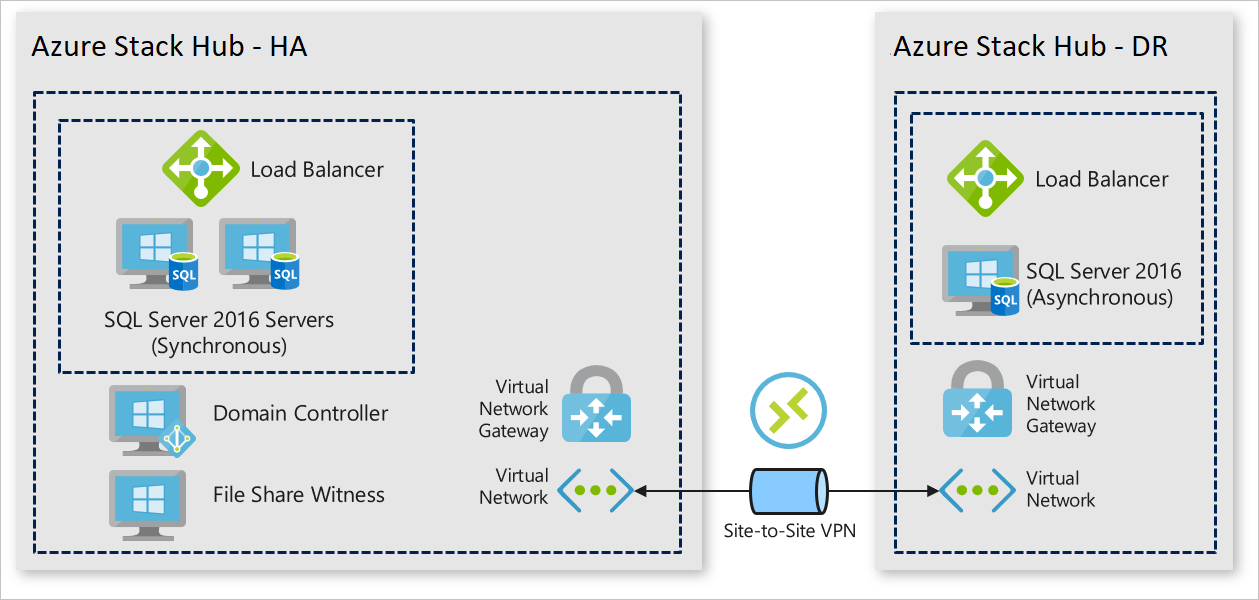 Azure Stack Hub - HA
Load Balancer
SQL
SQL
SQL Server 2016 Servers
(Synchronous)
Domain Controller
File Share Witness
Virtual
Network
Gateway
Virtual
Network
Site-to-Site VPN
Azure Stack Hub - DR
Load Balancer
SQL
SQL Server 2016
(Asynchronous)
Virtual
Network
Gateway
Virtual
Network